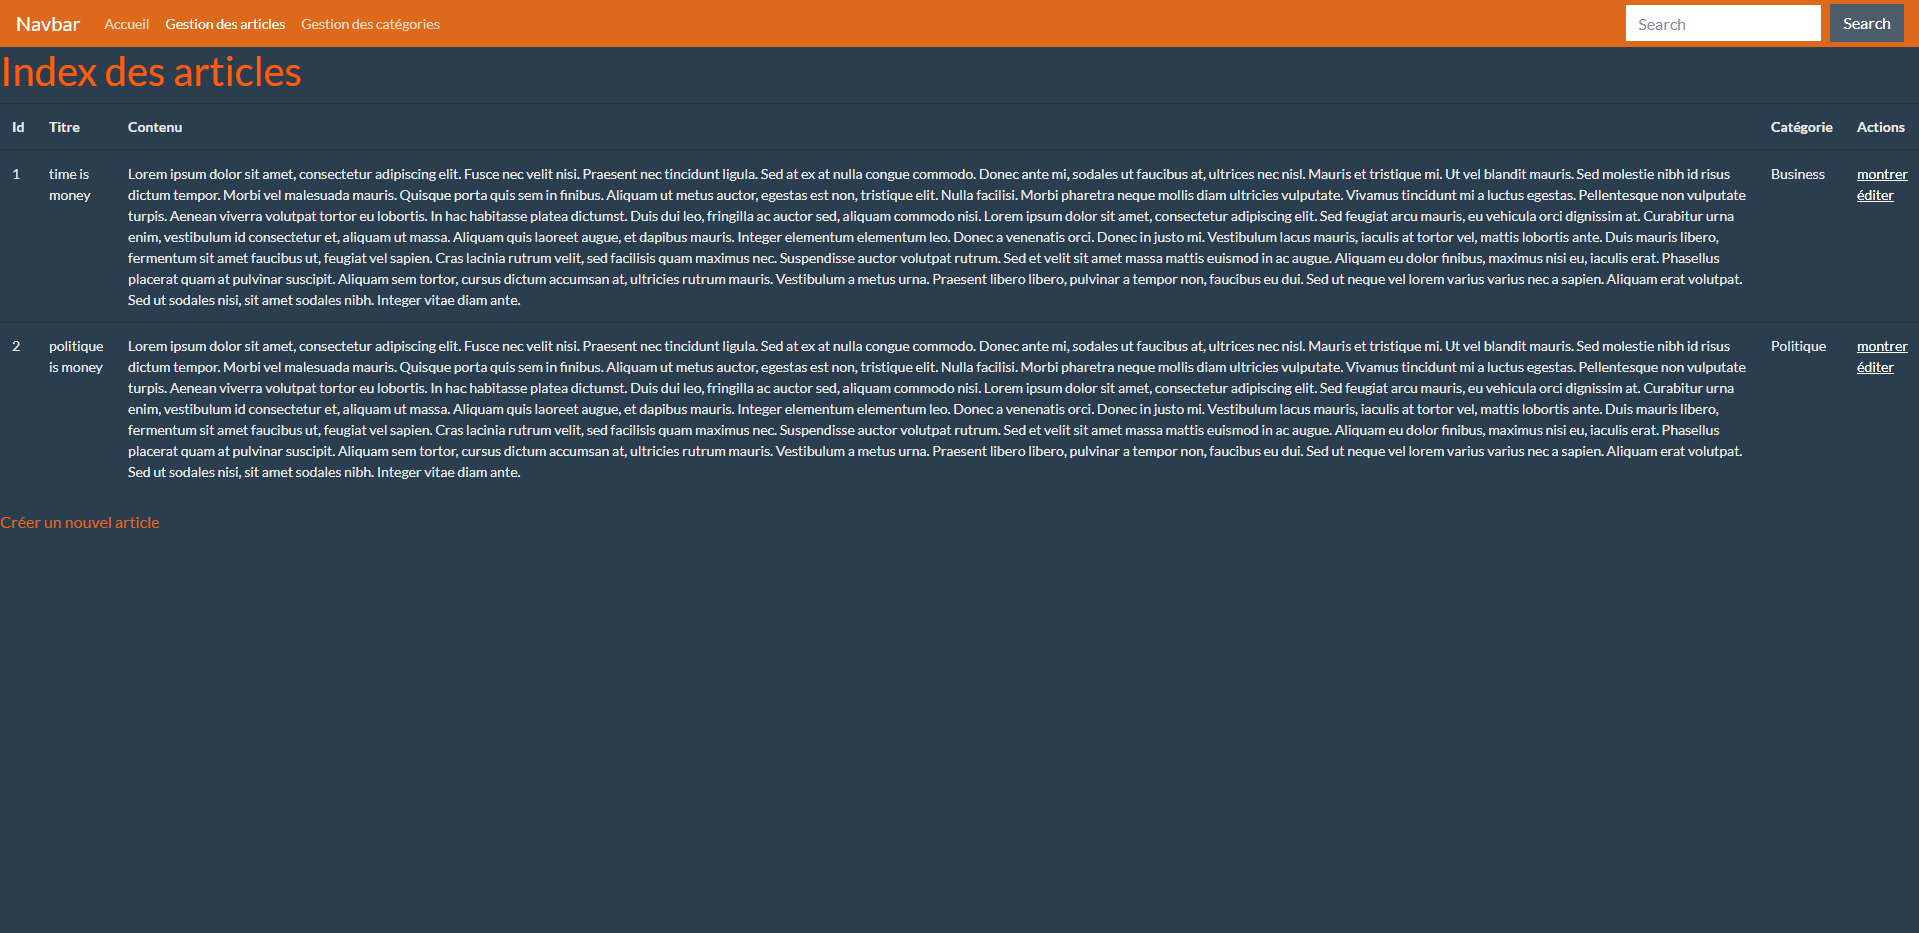 Navbar Accueil Gestion des articles Gestion des catégories Search Search
Index des articles
Id Titre Contenu Catégorie Actions
1 time is money
Lorem ipsum dolor sit amet, consectetur adipiscing elit. Fusce nec velit nisi. Praesent nec tincidunt ligula. Sed at ex at nulla congue commodo. Donec ante mi, sodales ut faucibus at, ultrices nec nisl. Mauris et tristique mi. Ut vel blandit mauris. Sed molestie nibh id risus
dictum tempor. Morbi vel malesuada mauris. Quisque porta quis sem in finibus. Aliquam ut metus auctor, egestas est non, tristique elit. Nulla facilisi. Morbi pharetra neque mollis diam ultricies vulputate. Vivamus tincidunt mi a luctus egestas. Pellentesque non vulputate
turpis. Aenean viverra volutpat tortor eu lobortis. In hac habitasse platea dictumst. Duis dui leo, fringilla ac auctor sed, aliquam commodo nisi. Lorem ipsum dolor sit amet, consectetur adipiscing elit. Sed feugiat arcu mauris, eu vehicula orci dignissim at. Curabitur urna
enim, vestibulum id consectetur et, aliquam ut massa. Aliquam quis laoreet augue, et dapibus mauris. Integer elementum elementum leo. Donec a venenatis orci. Donec in justo mi. Vestibulum lacus mauris, iaculis at tortor vel, mattis lobortis ante. Duis mauris libero,
fermentum sit amet faucibus ut, feugiat vel sapien. Cras lacinia rutrum velit, sed facilisis quam maximus nec. Suspendisse auctor volutpat rutrum. Sed et velit sit amet massa mattis euismod in ac augue. Aliquam eu dolor finibus, maximus nisi eu, iaculis erat. Phasellus
placerat quam at pulvinar suscipit. Aliquam sem tortor, cursus dictum accumsan at, ultricies rutrum mauris. Vestibulum a metus urna. Praesent libero libero, pulvinar a tempor non, faucibus eu dui. Sed ut neque vel lorem varius varius nec a sapien. Aliquam erat volutpat.
Sed ut sodales nisi, sit amet sodales nibh. Integer vitae diam ante.
Business
montrer
éditer
2 politique is money
Lorem ipsum dolor sit amet, consectetur adipiscing elit. Fusce nec velit nisi. Praesent nec tincidunt ligula. Sed at ex at nulla congue commodo. Donec ante mi, sodales ut faucibus at, ultrices nec nisl. Mauris et tristique mi. Ut vel blandit mauris. Sed molestie nibh id risus
dictum tempor. Morbi vel malesuada mauris. Quisque porta quis sem in finibus. Aliquam ut metus auctor, egestas est non, tristique elit. Nulla facilisi. Morbi pharetra neque mollis diam ultricies vulputate. Vivamus tincidunt mi a luctus egestas. Pellentesque non vulputate
turpis. Aenean viverra volutpat tortor eu lobortis. In hac habitasse platea dictumst. Duis dui leo, fringilla ac auctor sed, aliquam commodo nisi. Lorem ipsum dolor sit amet, consectetur adipiscing elit. Sed feugiat arcu mauris, eu vehicula orci dignissim at. Curabitur urna
enim, vestibulum id consectetur et, aliquam ut massa. Aliquam quis laoreet augue, et dapibus mauris. Integer elementum elementum leo. Donec a venenatis orci. Donec in justo mi. Vestibulum lacus mauris, iaculis at tortor vel, mattis lobortis ante. Duis mauris libero,
fermentum sit amet faucibus ut, feugiat vel sapien. Cras lacinia rutrum velit, sed facilisis quam maximus nec. Suspendisse auctor volutpat rutrum. Sed et velit sit amet massa mattis euismod in ac augue. Aliquam eu dolor finibus, maximus nisi eu, iaculis erat. Phasellus
placerat quam at pulvinar suscipit. Aliquam sem tortor, cursus dictum accumsan at, ultricies rutrum mauris. Vestibulum a metus urna. Praesent libero libero, pulvinar a tempor non, faucibus eu dui. Sed ut neque vel lorem varius varius nec a sapien. Aliquam erat volutpat.
Sed ut sodales nisi, sit amet sodales nibh. Integer vitae diam ante.
Politique
montrer
éditer
Créer un nouvel article